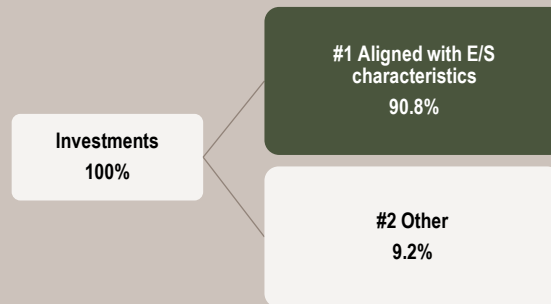 #1 Aligned with E/S
characteristics
90.8%
Investments
100%
#2 Other
9.2%